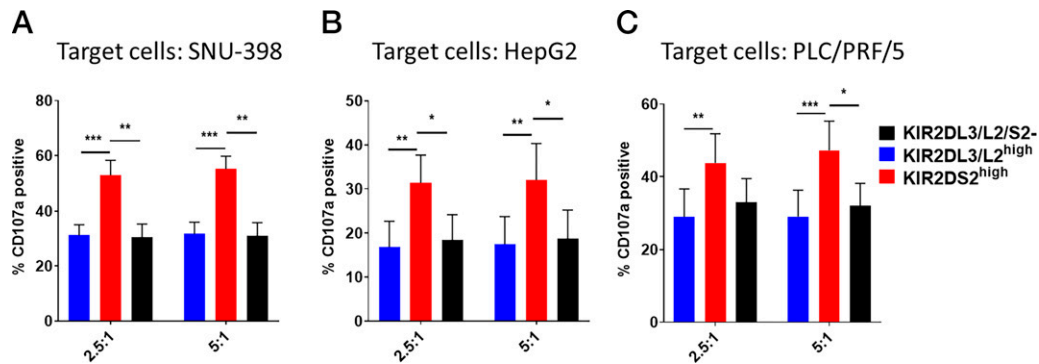 A
Target cells: SNU-398
% CD107a positive
80
60
40
20
0
***
**
***
**
2.5:1
5:1
B
Target cells: HepG2
% CD107a positive
50
40
30
20
10
0
**
*
**
*
2.5:1
5:1
C
Target cells: PLC/PRF/5
% CD107a positive
60
40
20
0
**
***
*
2.5:1
5:1
KIR2DL3/L2/S2-
KIR2DL3/L2high
KIR2DS2high